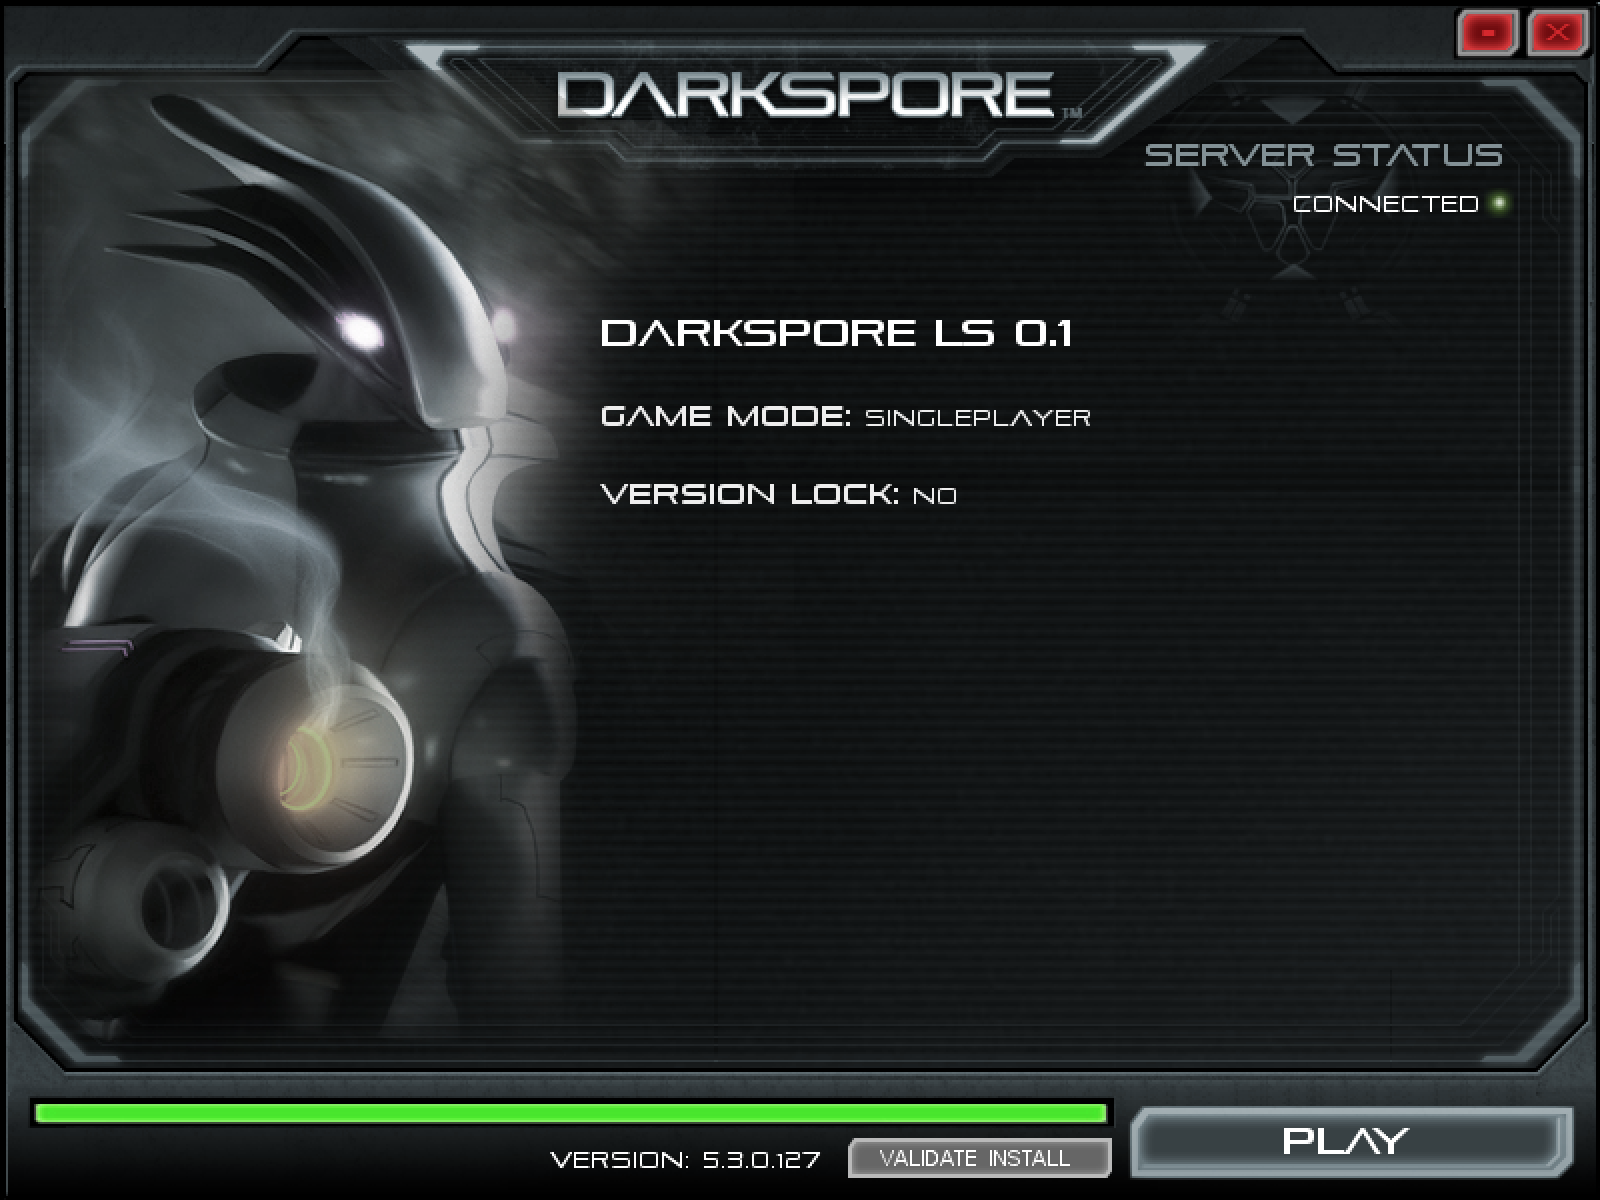 DARKSPORE™
SERVER STATUS
CONNECTED
DARKSPORE LS 0.1
GAME MODE: SINGLEPLAYER
VERSION LOCK: NO
VERSION: 5.3.0.127
VALIDATE INSTALL
PLAY